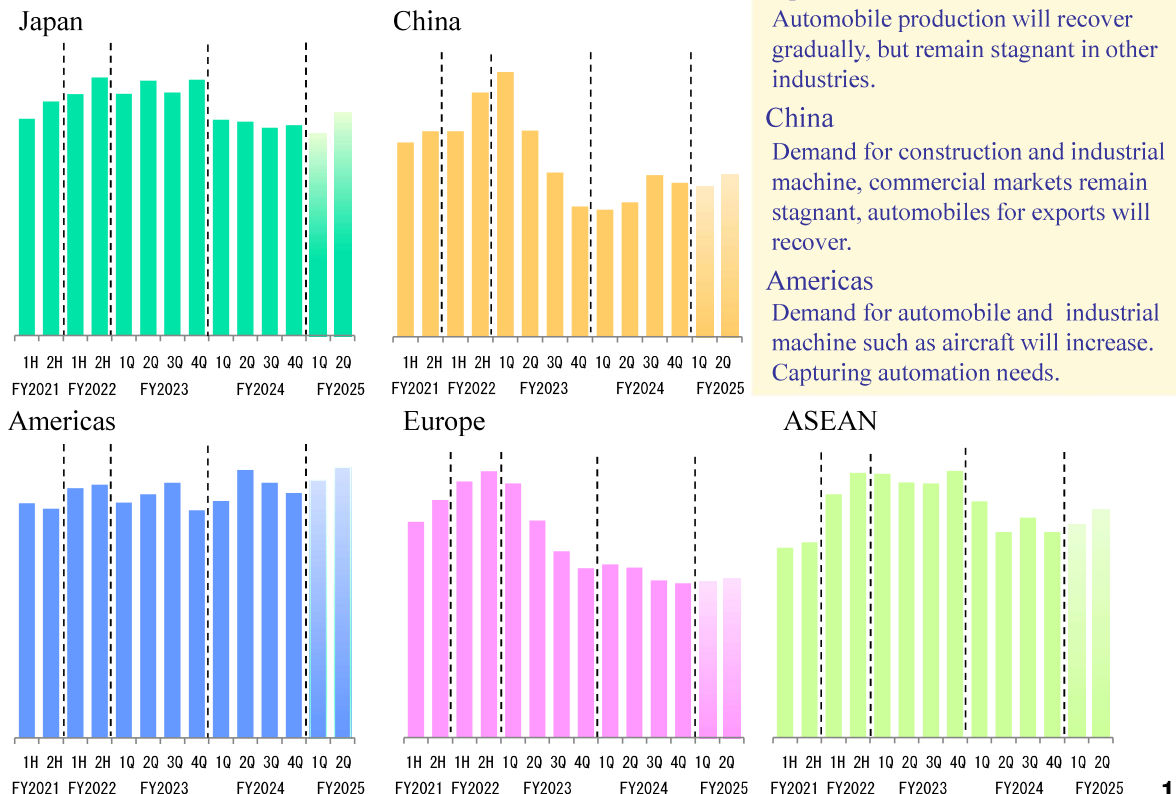 Japan
1H 2H 1H 2H 1Q 2Q 3Q 4Q 1Q 2Q 3Q 4Q 1Q 2Q
FY2021 FY2022 FY2023 FY2024 FY2025
China
1H 2H 1H 2H 1Q 2Q 3Q 4Q 1Q 2Q 3Q 4Q 1Q 2Q
FY2021 FY2022 FY2023 FY2024 FY2025
Automobile production will recover
gradually, but remain stagnant in other
industries.
China
Demand for construction and industrial
machine, commercial markets remain
stagnant, automobiles for exports will
recover.
Americas
Demand for automobile and industrial
machine such as aircraft will increase.
Capturing automation needs.
Americas
1H 2H 1H 2H 1Q 2Q 3Q 4Q 1Q 2Q 3Q 4Q 1Q 2Q
FY2021 FY2022 FY2023 FY2024 FY2025
Europe
1H 2H 1H 2H 1Q 2Q 3Q 4Q 1Q 2Q 3Q 4Q 1Q 2Q
FY2021 FY2022 FY2023 FY2024 FY2025
ASEAN
1H 2H 1H 2H 1Q 2Q 3Q 4Q 1Q 2Q 3Q 4Q 1Q 2Q
FY2021 FY2022 FY2023 FY2024 FY2025
1